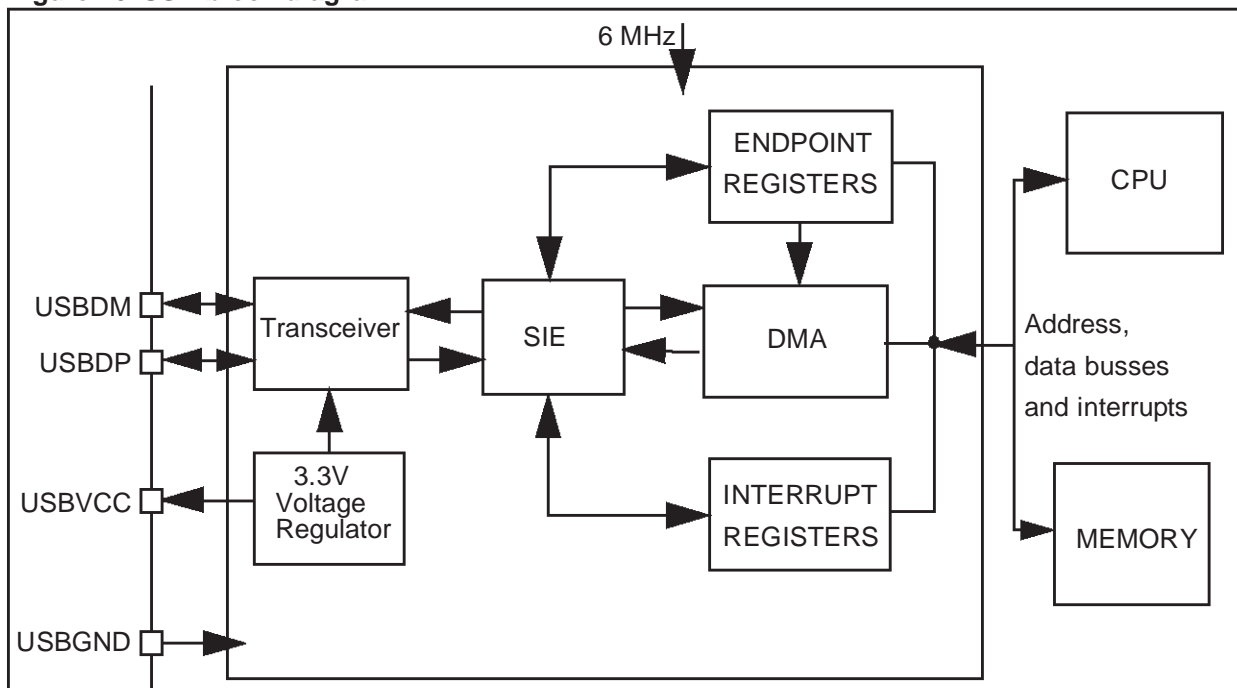 6 MHz
ENDPOINT
REGISTERS
CPU
USBDM
Transceiver
SIE
DMA
Address,
data busses
and interrupts
USBDP
3.3V
Voltage
Regulator
USBVCC
INTERRUPT
REGISTERS
MEMORY
USBGND